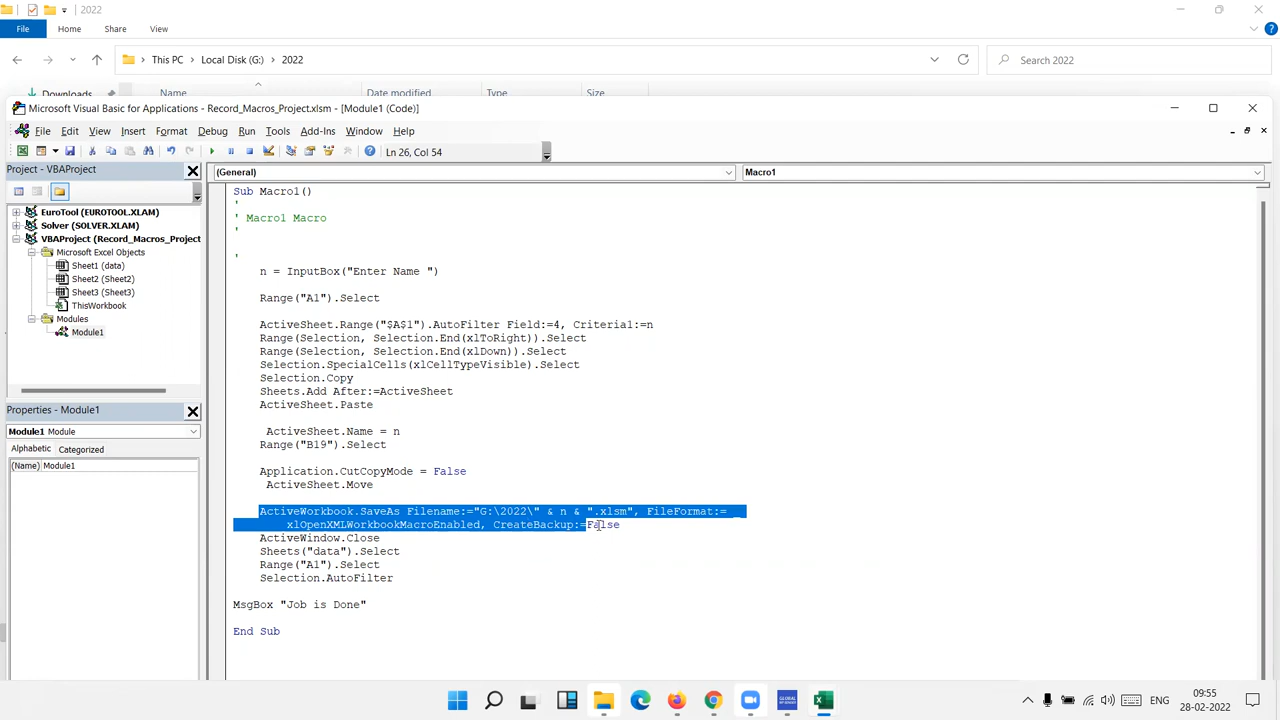 2022
File
Home
Share
View
This PC
Local Disk (G:)
2022
Search 2022
Downloads
Name
Date modified
Type
Size
Microsoft Visual Basic for Applications - Record_Macros_Project.xlsm - [Module1 (Code)]
File Edit View Insert Format Debug Run Tools Add-Ins Window Help
Ln 26, Col 54
Project - VBAProject
(General)
Macro1
EuroTool (EUROTOOL.XLAM)
Solver (SOLVER.XLAM)
VBAProject (Record_Macros_Project
Microsoft Excel Objects
Sheet1 (data)
Sheet2 (Sheet2)
Sheet3 (Sheet3)
ThisWorkbook
Modules
Module1
Properties - Module1
Module1 Module
Alphabetic Categorized
(Name) Module1
Sub Macro1()
'
' Macro1 Macro
'
'
n = InputBox("Enter Name ")
Range("A1").Select
ActiveSheet.Range("$A$1").AutoFilter Field:=4, Criteria1:=n
Range(Selection, Selection.End(xlToRight)).Select
Range(Selection, Selection.End(xlDown)).Select
Selection.SpecialCells(xlCellTypeVisible).Select
Selection.Copy
Sheets.Add After:=ActiveSheet
ActiveSheet.Paste
ActiveSheet.Name = n
Range("B19").Select
Application.CutCopyMode = False
ActiveSheet.Move
ActiveWorkbook.SaveAs Filename:="G:\2022\" & n & ".xlsm", FileFormat:= _
xlOpenXMLWorkbookMacroEnabled, CreateBackup:=False
ActiveWindow.Close
Sheets("data").Select
Range("A1").Select
Selection.AutoFilter
MsgBox "Job is Done"
End Sub
ENG
09:55
28-02-2022